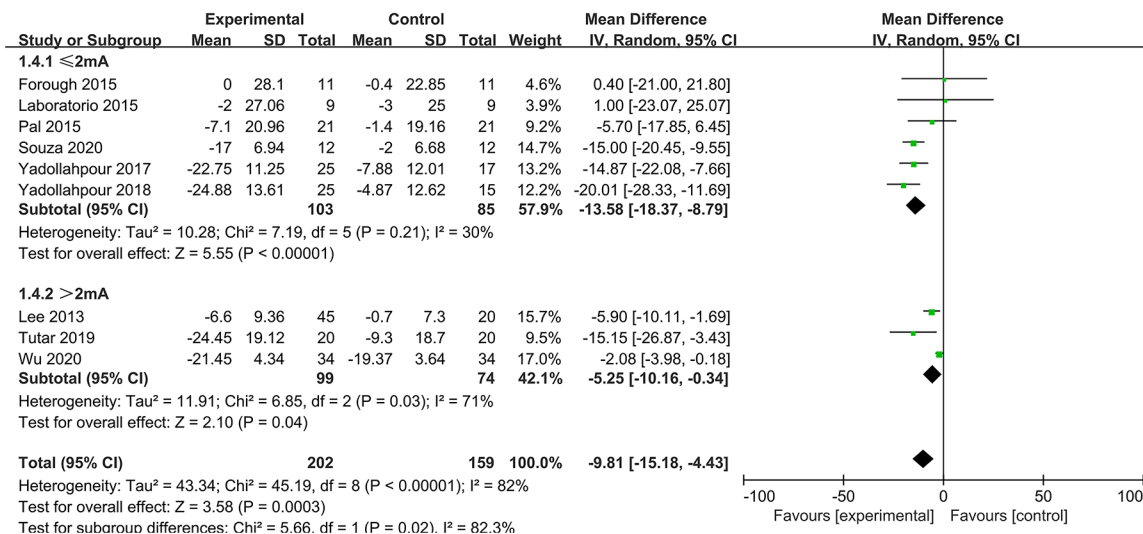 Experimental Control Mean Difference Mean Difference
Study or Subgroup Mean SD Total Mean SD Total Weight IV, Random, 95% CI IV, Random, 95% CI
1.4.1 ≤2mA
Forough 2015 0 28.1 11 -0.4 22.85 11 4.6% 0.40 [-21.00, 21.80]
Laboratorio 2015 -2 27.06 9 -3 25 9 3.9% 1.00 [-23.07, 25.07]
Pal 2015 -7.1 20.96 21 -1.4 19.16 21 9.2% -5.70 [-17.85, 6.45]
Souza 2020 -17 6.94 12 -2 6.68 12 14.7% -15.00 [-20.45, -9.55]
Yadollahpour 2017 -22.75 11.25 25 -7.88 12.01 17 13.2% -14.87 [-22.08, -7.66]
Yadollahpour 2018 -24.88 13.61 25 -4.87 12.62 15 12.2% -20.01 [-28.33, -11.69]
Subtotal (95% CI) 103 85 57.9% -13.58 [-18.37, -8.79]
Heterogeneity: Tau² = 10.28; Chi² = 7.19, df = 5 (P = 0.21); I² = 30%
Test for overall effect: Z = 5.55 (P < 0.00001)
1.4.2 >2mA
Lee 2013 -6.6 9.36 45 -0.7 7.3 20 15.7% -5.90 [-10.11, -1.69]
Tutar 2019 -24.45 19.12 20 -9.3 18.7 20 9.5% -15.15 [-26.87, -3.43]
Wu 2020 -21.45 4.34 34 -19.37 3.64 34 17.0% -2.08 [-3.98, -0.18]
Subtotal (95% CI) 99 74 42.1% -5.25 [-10.16, -0.34]
Heterogeneity: Tau² = 11.91; Chi² = 6.85, df = 2 (P = 0.03); I² = 71%
Test for overall effect: Z = 2.10 (P = 0.04)
Total (95% CI) 202 159 100.0% -9.81 [-15.18, -4.43]
Heterogeneity: Tau² = 43.34; Chi² = 45.19, df = 8 (P < 0.00001); I² = 82%
Test for overall effect: Z = 3.58 (P = 0.0003)
Test for subgroup differences: Chi² = 5.66, df = 1 (P = 0.02), I² = 82.3%
-100 -50 0 50 100
Favours [experimental] Favours [control]